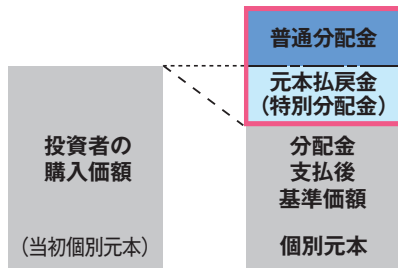 普通分配金
元本払戻金
（特別分配金）
投資者の
購入価額
（当初個別元本）
分配金
支払後
基準価額
個別元本